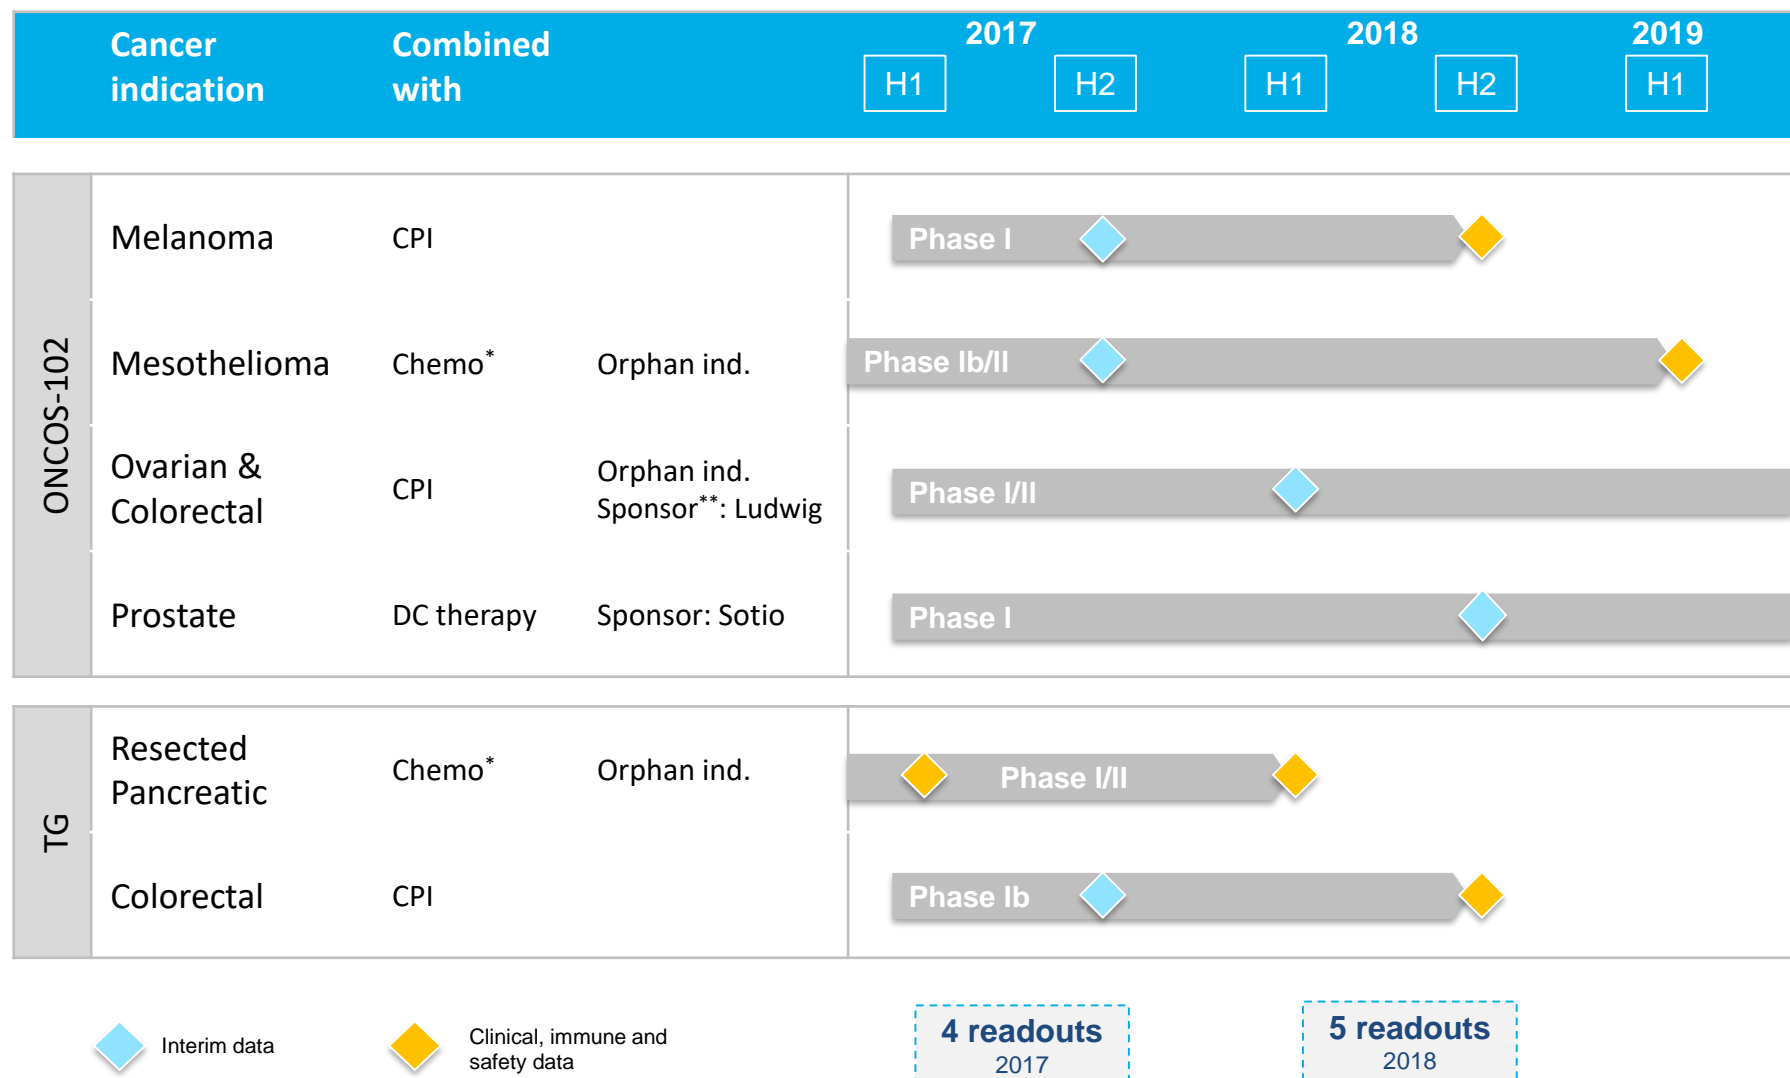 Cancer indication
Combined with
2017
2018
2019
H1
H2
H1
H2
H1
ONCOS-102
Melanoma
CPI
Phase I
Mesothelioma
Chemo*
Orphan ind.
Phase Ib/II
Ovarian &
Colorectal
CPI
Orphan ind.
Sponsor**: Ludwig
Phase I/II
Prostate
DC therapy
Sponsor: Sotio
Phase I
TG
Resected
Pancreatic
Chemo*
Orphan ind.
Phase I/II
Colorectal
CPI
Phase Ib
Interim data
Clinical, immune and
safety data
4 readouts
2017
5 readouts
2018